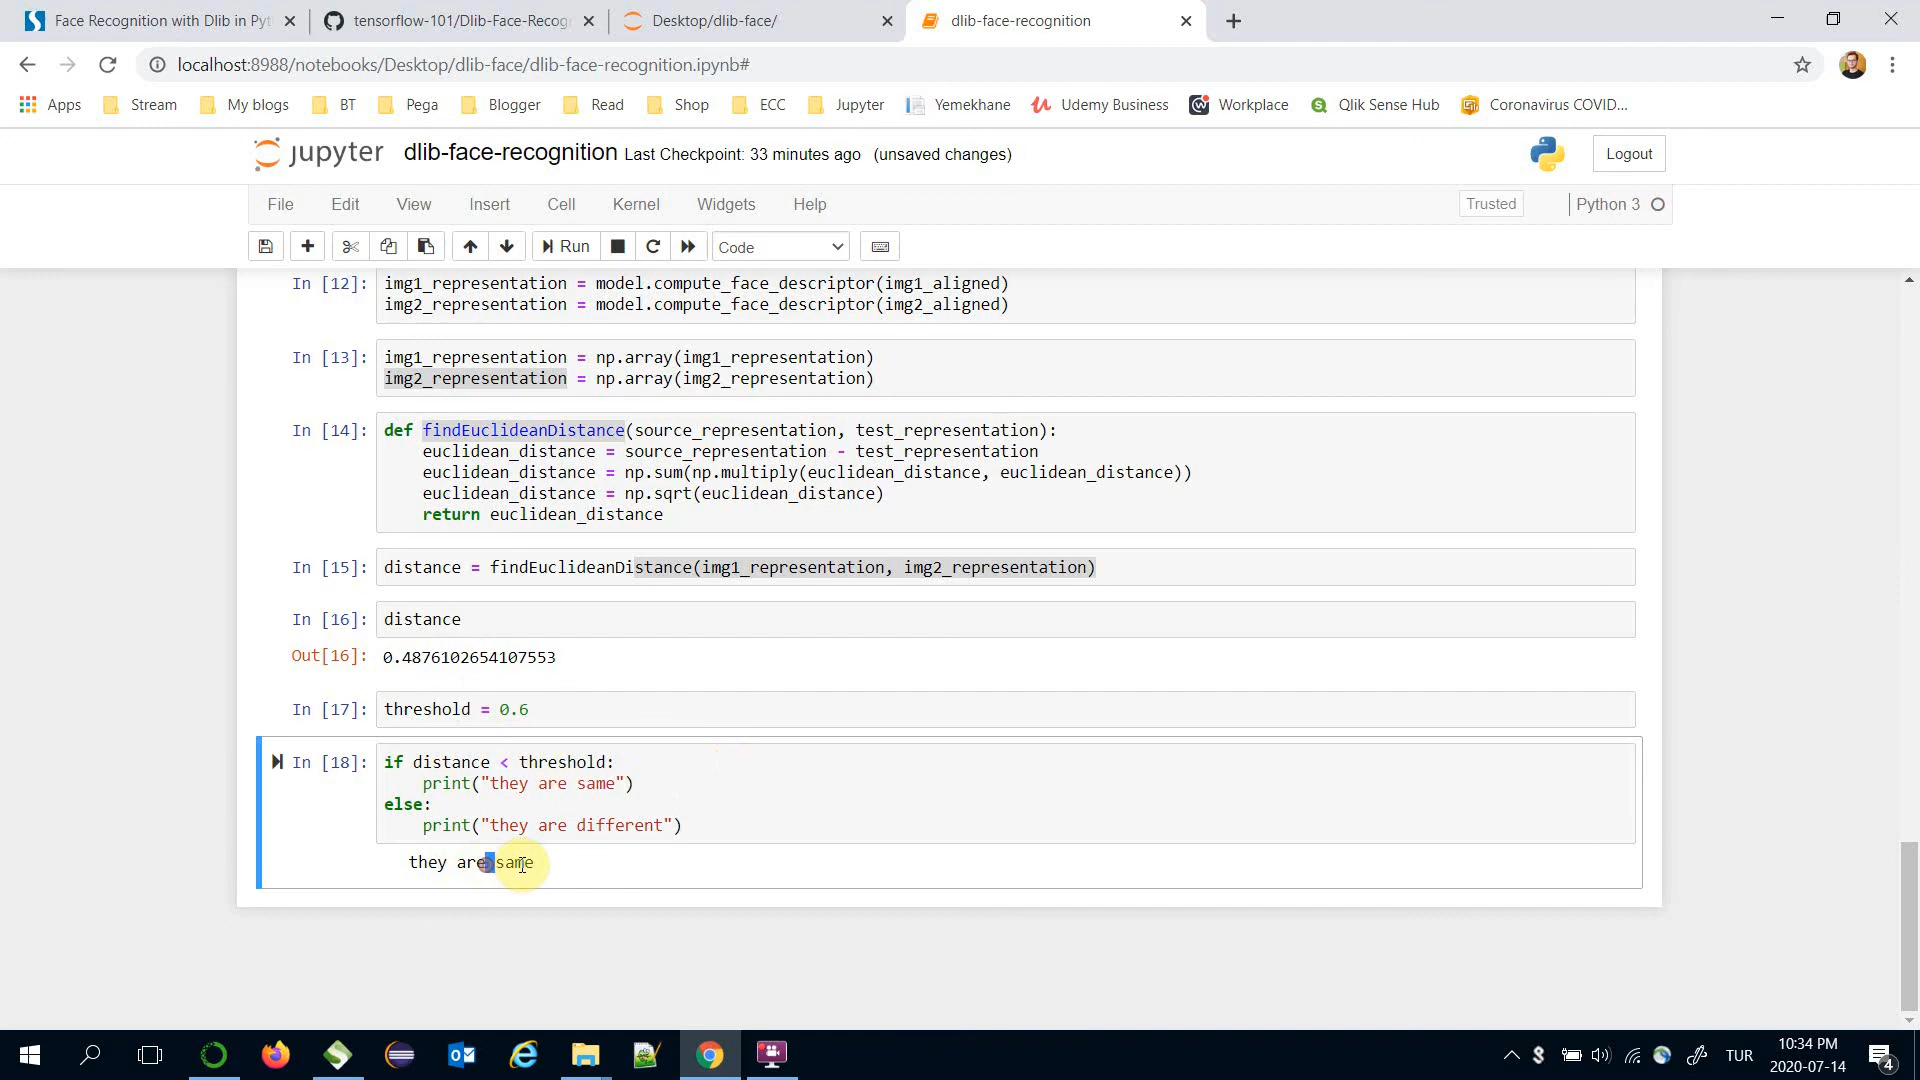 Face Recognition with Dlib in Pyt
tensorflow-101/Dlib-Face-Recog
Desktop/dlib-face/
dlib-face-recognition
localhost:8988/notebooks/Desktop/dlib-face/dlib-face-recognition.ipynb#
Apps Stream My blogs BT Pega Blogger Read Shop ECC Jupyter Yemekhane Udemy Business Workplace Qlik Sense Hub Coronavirus COVID...
jupyter dlib-face-recognition Last Checkpoint: 33 minutes ago (unsaved changes) Logout
File Edit View Insert Cell Kernel Widgets Help Trusted Python 3
Run Code
In [12]: img1_representation = model.compute_face_descriptor(img1_aligned)
img2_representation = model.compute_face_descriptor(img2_aligned)
In [13]: img1_representation = np.array(img1_representation)
img2_representation = np.array(img2_representation)
In [14]: def findEuclideanDistance(source_representation, test_representation):
euclidean_distance = source_representation - test_representation
euclidean_distance = np.sum(np.multiply(euclidean_distance, euclidean_distance))
euclidean_distance = np.sqrt(euclidean_distance)
return euclidean_distance
In [15]: distance = findEuclideanDistance(img1_representation, img2_representation)
In [16]: distance
Out[16]: 0.4876102654107553
In [17]: threshold = 0.6
In [18]: if distance < threshold:
print("they are same")
else:
print("they are different")
they are same
TUR
10:34 PM
2020-07-14
4